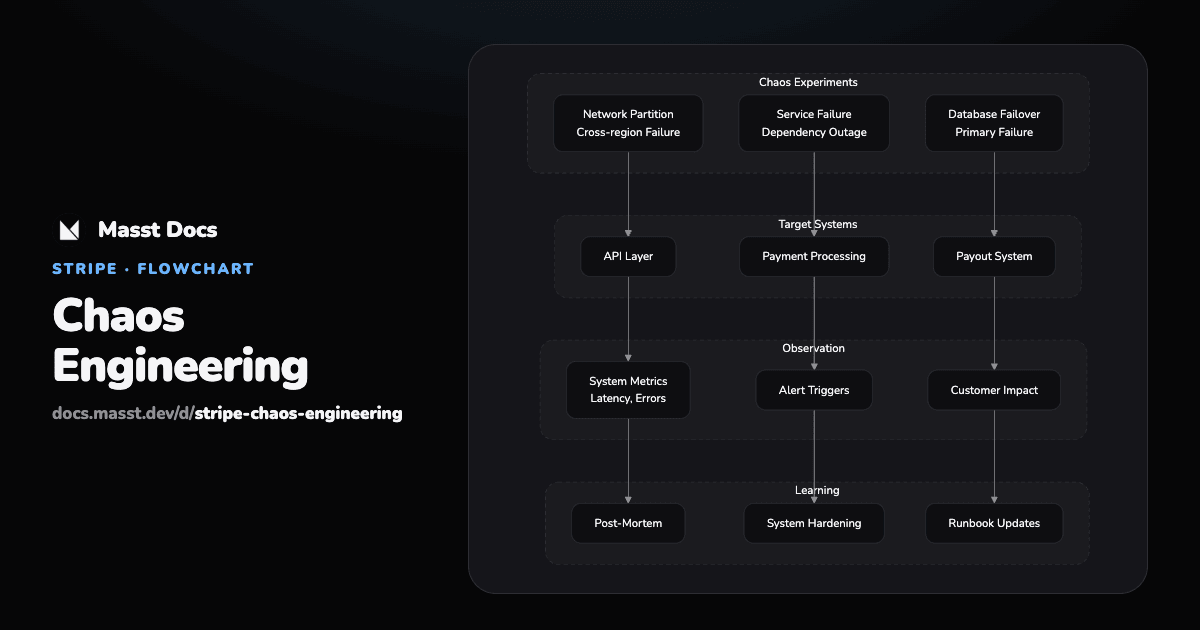 Masst Docs
STRIPE · FLOWCHART
Chaos
Engineering
docs.masst.dev/d/stripe-chaos-engineering
Chaos Experiments
Network Partition
Cross-region Failure
Service Failure
Dependency Outage
Database Failover
Primary Failure
Target Systems
API Layer
Payment Processing
Payout System
Observation
System Metrics
Latency, Errors
Alert Triggers
Customer Impact
Learning
Post-Mortem
System Hardening
Runbook Updates